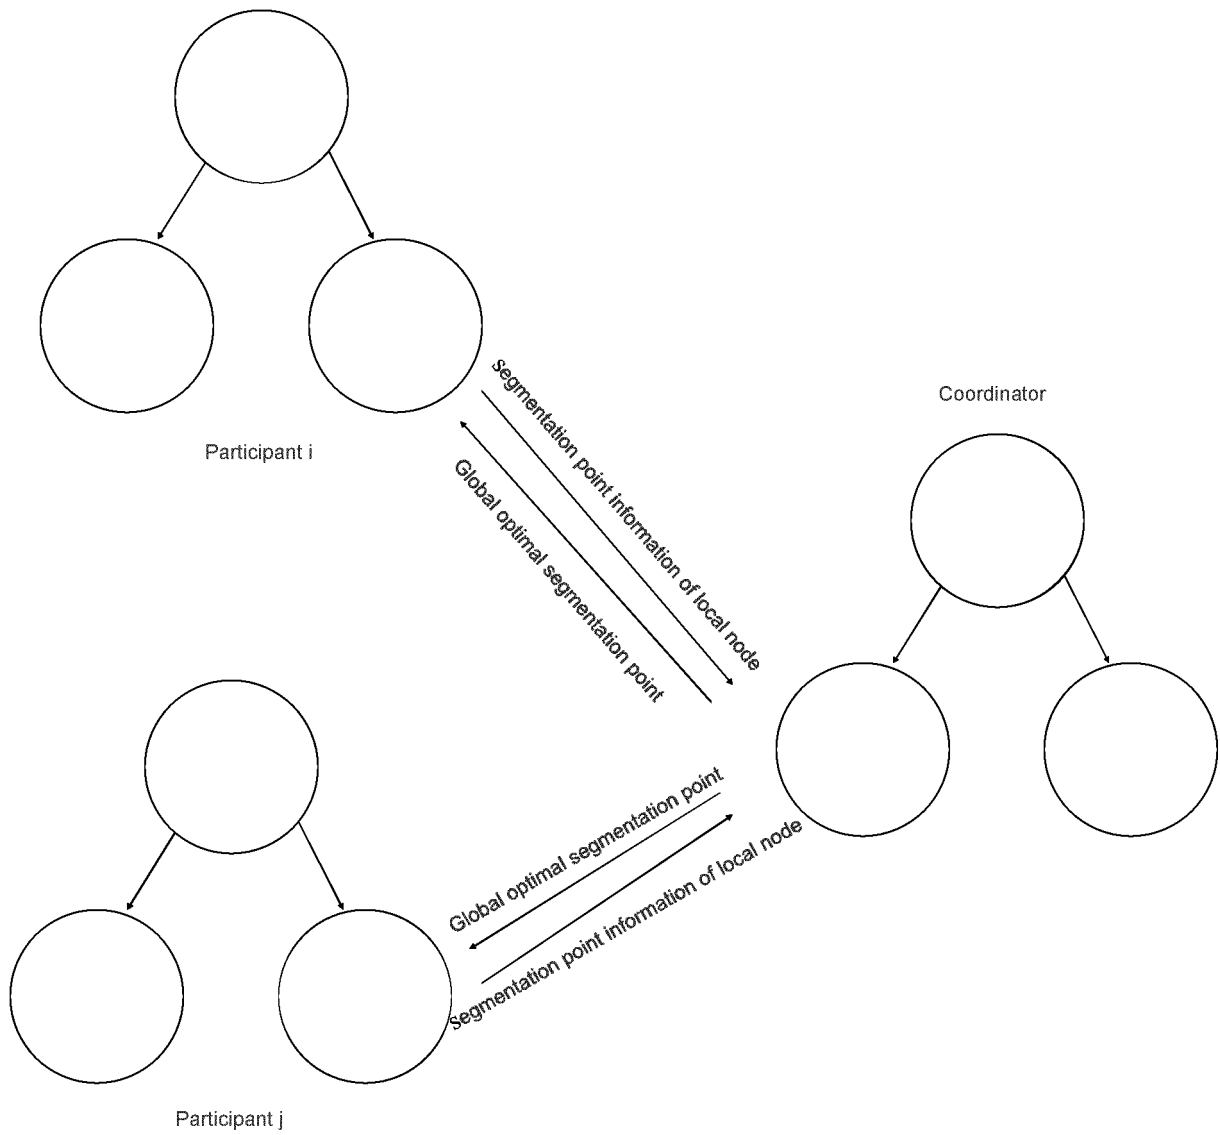 Segmentation point information of local node
Coordinator
Participant i
Global optimal segmentation point
Global optimal segmentation point
Segmentation point information of local node
Participant j